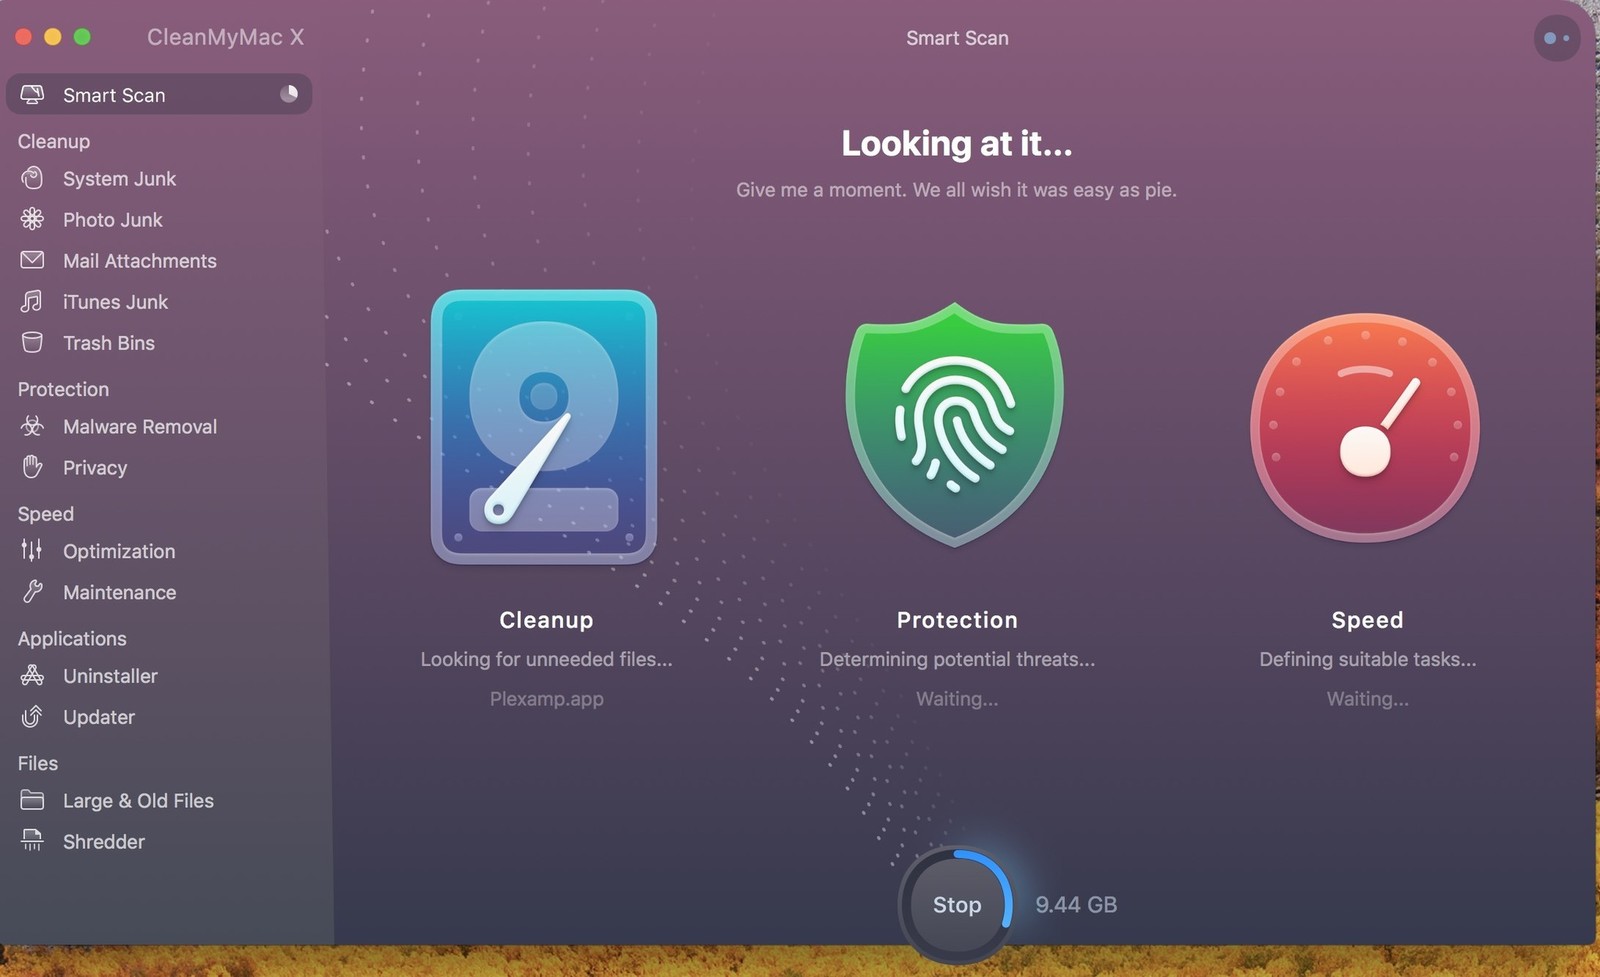 CleanMyMac X
Smart Scan
Cleanup
System Junk
Photo Junk
Mail Attachments
iTunes Junk
Trash Bins
Protection
Malware Removal
Privacy
Speed
Optimization
Maintenance
Applications
Uninstaller
Updater
Files
Large & Old Files
Shredder
Smart Scan
Looking at it...
Give me a moment. We all wish it was easy as pie.
Cleanup
Looking for unneeded files...
Plexamp.app
Protection
Determining potential threats...
Waiting...
Speed
Defining suitable tasks...
Waiting...
Stop
9.44 GB